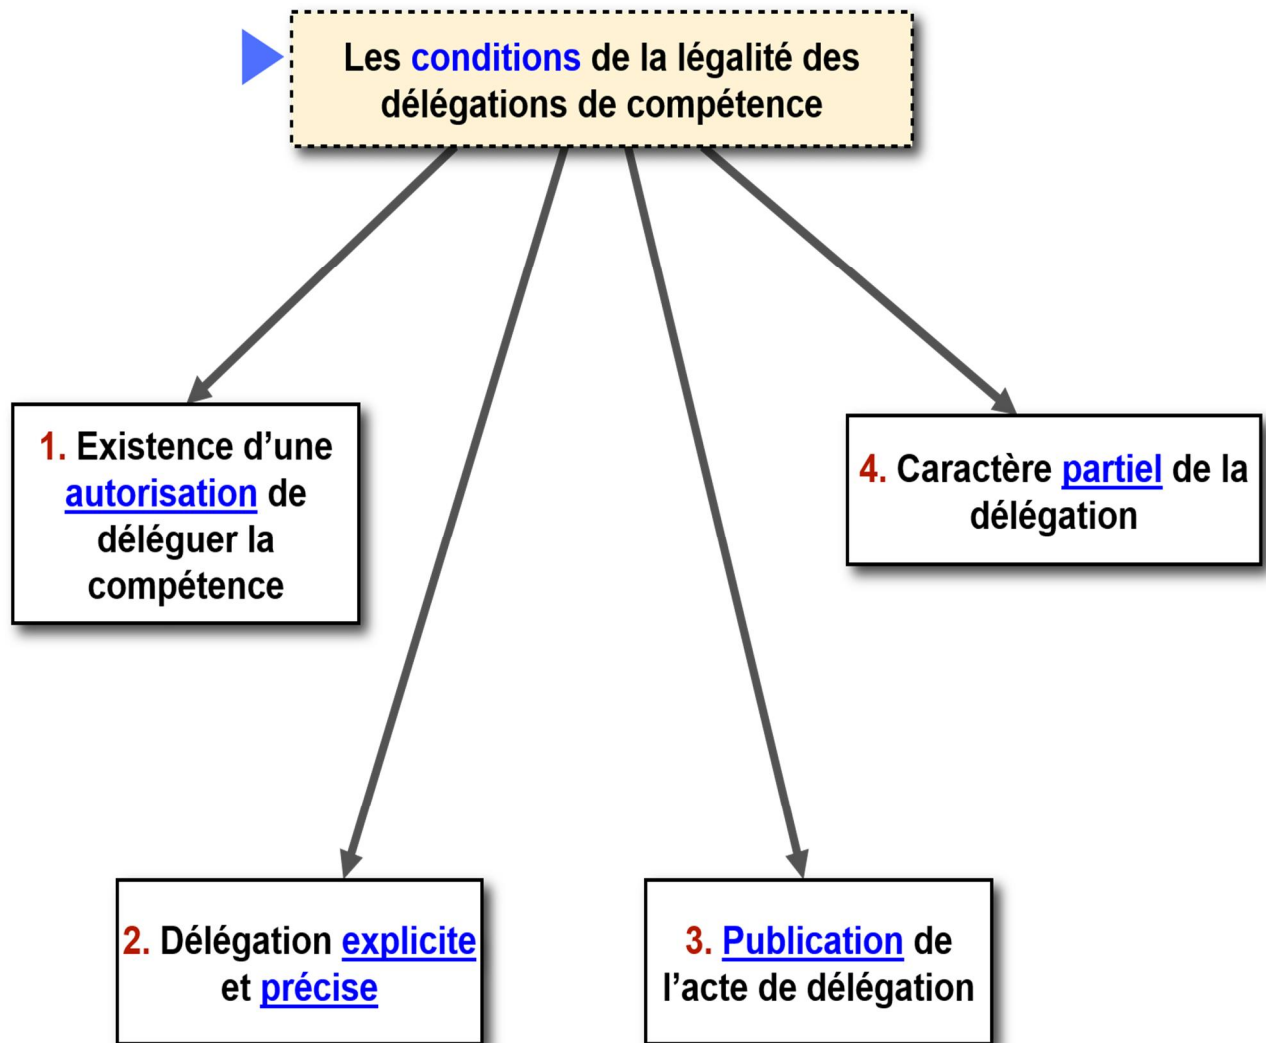 Les conditions de la légalité des
délégations de compétence
1. Existence d’une
autorisation de
déléguer la
compétence
4. Caractère partiel de la
délégation
2. Délégation explicite
et précise
3. Publication de
l’acte de délégation